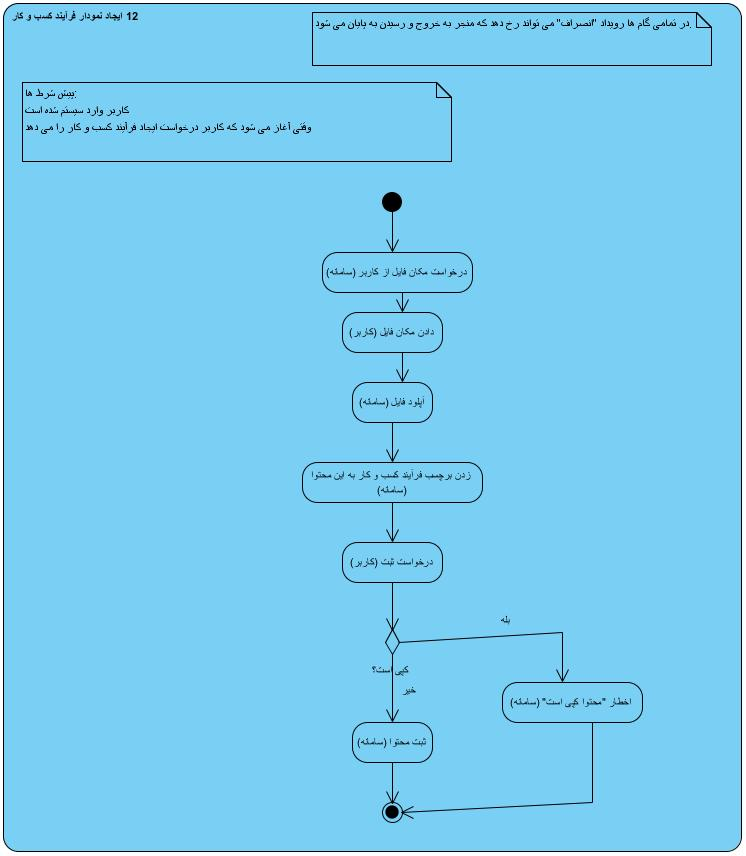 12 ایجاد نمودار فرآیند کسب و کار
در تمامی گام ها رویداد "انصراف" می تواند رخ دهد که منجر به خروج و رسیدن به پایان می شود.
پیش شرط ها:
کاربر وارد سیستم شده است
وقتی آغاز می شود که کاربر درخواست ایجاد فرآیند کسب و کار را می دهد
درخواست مکان فایل از کاربر (سامانه)
دادن مکان فایل (کاربر)
آپلود فایل (سامانه)
زدن برچسب فرآیند کسب و کار به این محتوا
(سامانه)
درخواست ثبت (کاربر)
بله
کپی است؟
خیر
اخطار "محتوا کپی است" (سامانه)
ثبت محتوا (سامانه)